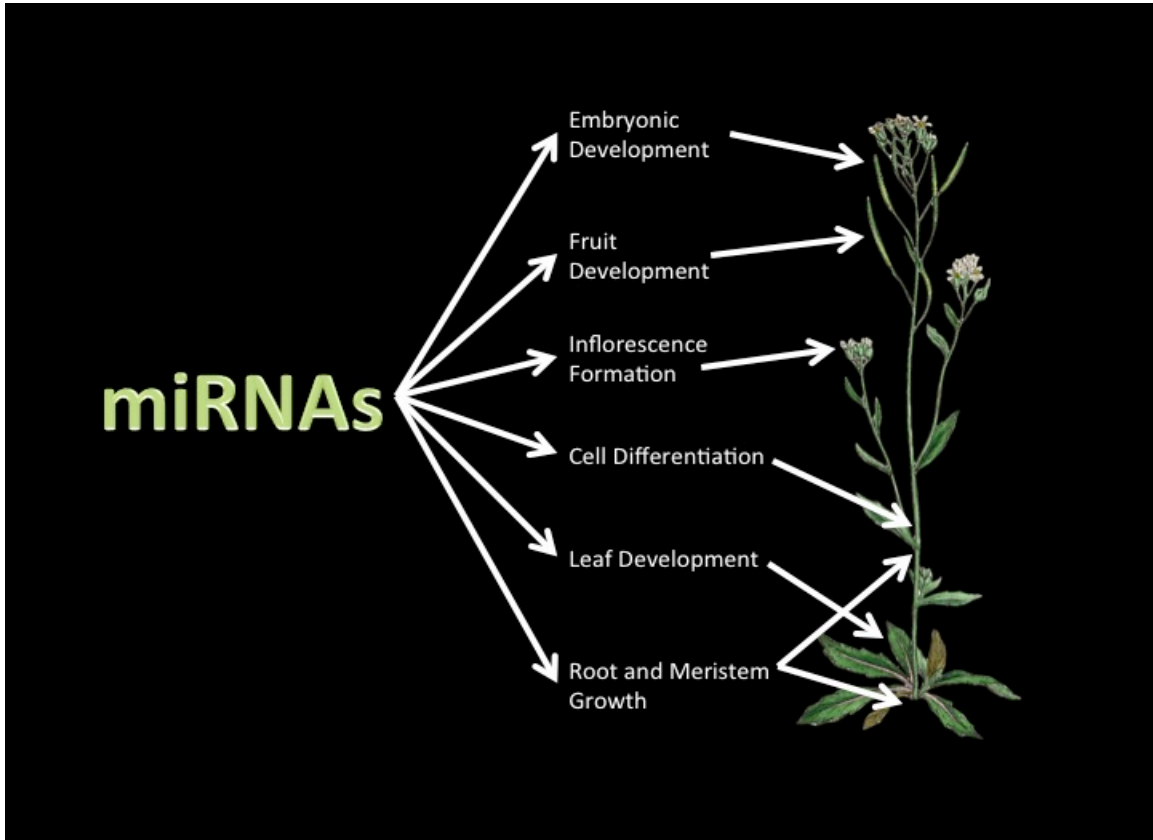 miRNAs
Embryonic
Development
Fruit
Development
Inflorescence
Formation
Cell Differentiation
Leaf Development
Root and Meristem
Growth